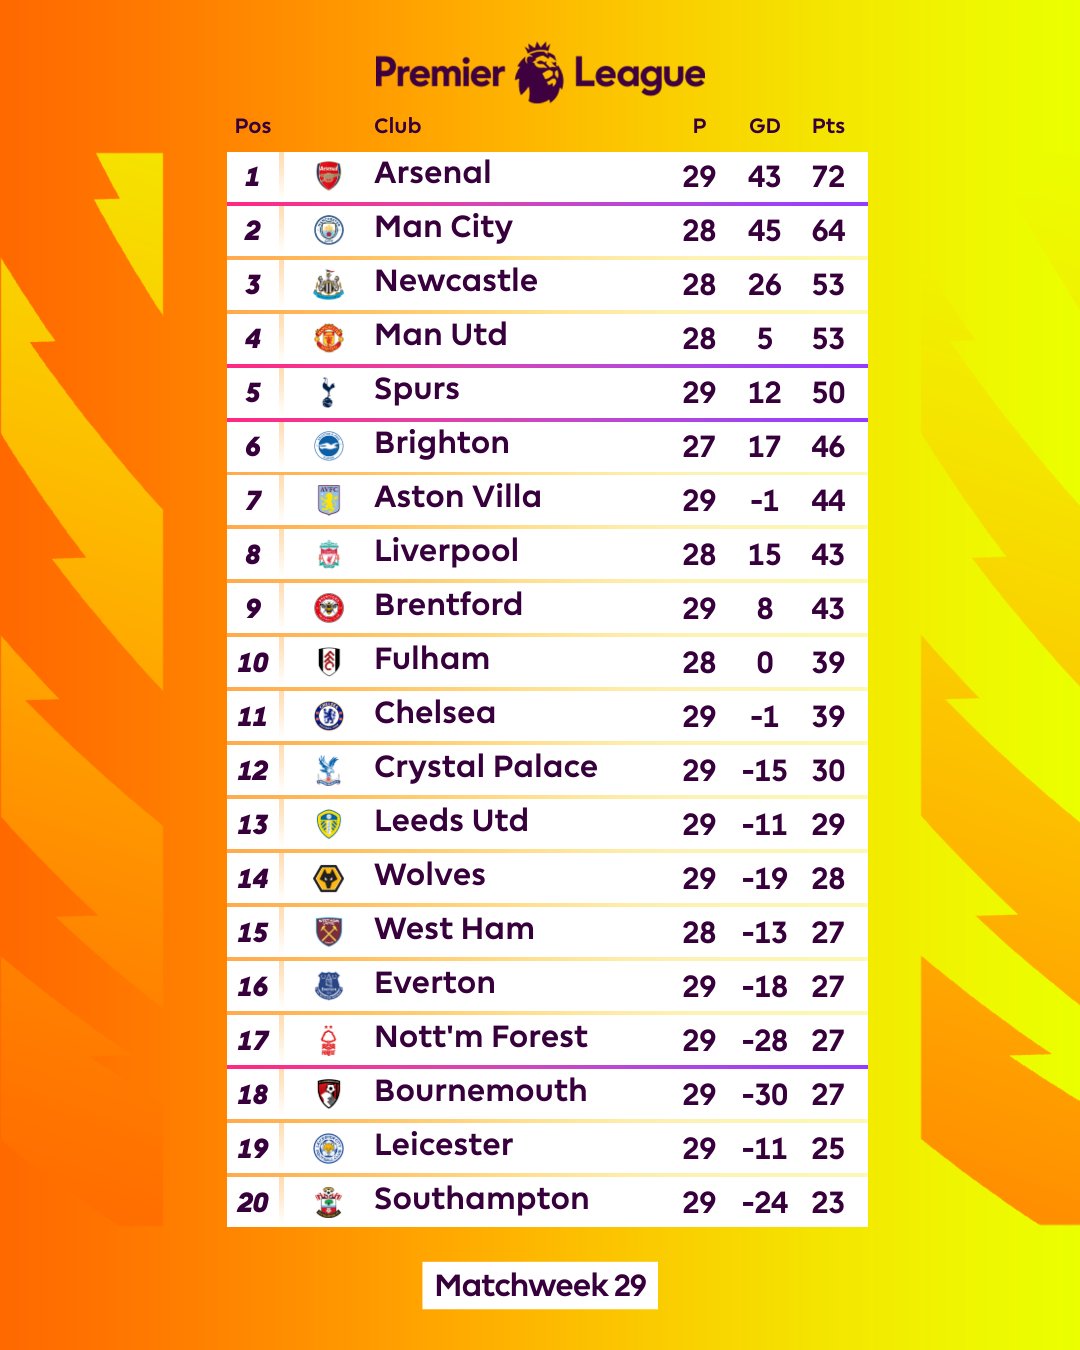 Premier League
Pos Club P GD Pts
1 Arsenal 29 43 72
2 Man City 28 45 64
3 Newcastle 28 26 53
4 Man Utd 28 5 53
5 Spurs 29 12 50
6 Brighton 27 17 46
7 Aston Villa 29 -1 44
8 Liverpool 28 15 43
9 Brentford 29 8 43
10 Fulham 28 0 39
11 Chelsea 29 -1 39
12 Crystal Palace 29 -15 30
13 Leeds Utd 29 -11 29
14 Wolves 29 -19 28
15 West Ham 28 -13 27
16 Everton 29 -18 27
17 Nott'm Forest 29 -28 27
18 Bournemouth 29 -30 27
19 Leicester 29 -11 25
20 Southampton 29 -24 23
Matchweek 29